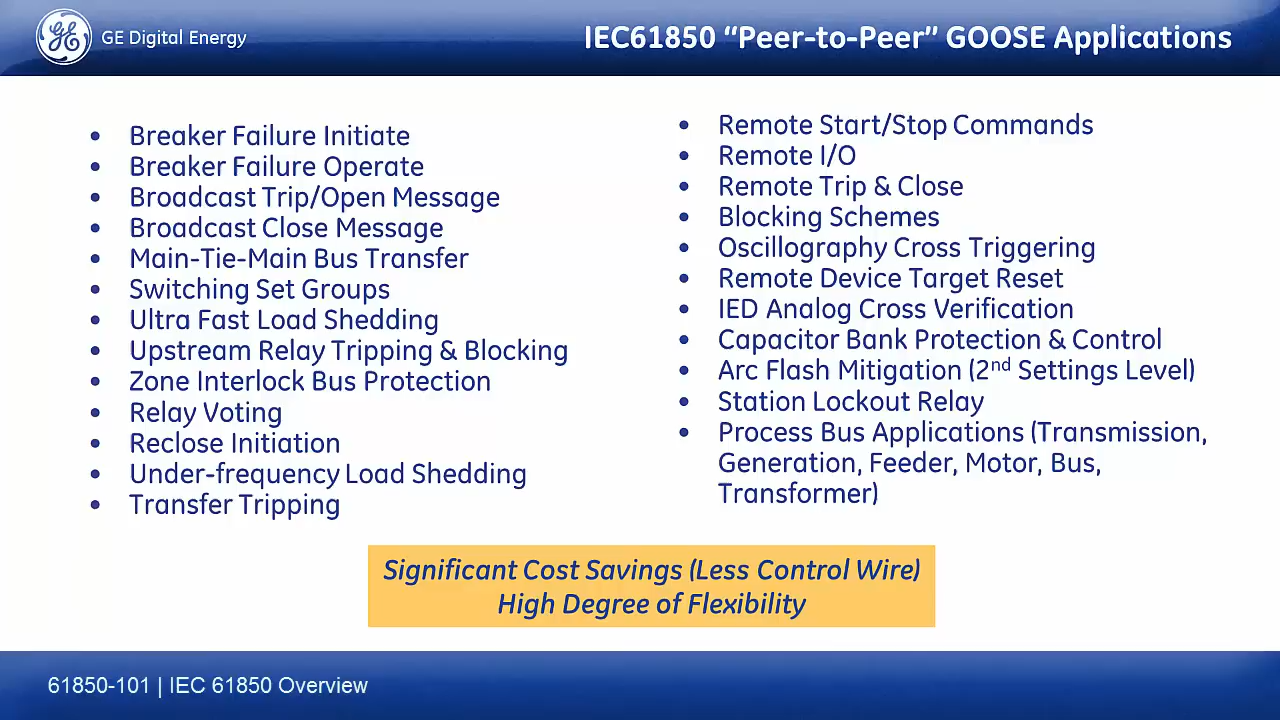 GE Digital Energy
IEC61850 “Peer-to-Peer” GOOSE Applications
• Breaker Failure Initiate
• Breaker Failure Operate
• Broadcast Trip/Open Message
• Broadcast Close Message
• Main-Tie-Main Bus Transfer
• Switching Set Groups
• Ultra Fast Load Shedding
• Upstream Relay Tripping & Blocking
• Zone Interlock Bus Protection
• Relay Voting
• Reclose Initiation
• Under-frequency Load Shedding
• Transfer Tripping
• Remote Start/Stop Commands
• Remote I/O
• Remote Trip & Close
• Blocking Schemes
• Oscillography Cross Triggering
• Remote Device Target Reset
• IED Analog Cross Verification
• Capacitor Bank Protection & Control
• Arc Flash Mitigation (2nd Settings Level)
• Station Lockout Relay
• Process Bus Applications (Transmission,
Generation, Feeder, Motor, Bus,
Transformer)
Significant Cost Savings (Less Control Wire)
High Degree of Flexibility
61850-101 | IEC 61850 Overview